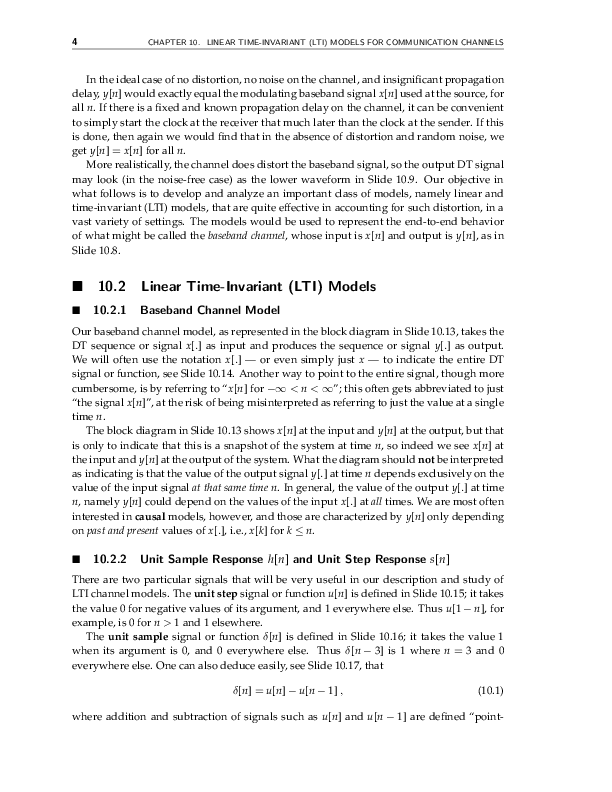 4 CHAPTER 10. LINEAR TIME-INVARIANT (LTI) MODELS FOR COMMUNICATION CHANNELS
In the ideal case of no distortion, no noise on the channel, and insignificant propagation
delay, y[n] would exactly equal the modulating baseband signal x[n] used at the source, for
all n. If there is a fixed and known propagation delay on the channel, it can be convenient
to simply start the clock at the receiver that much later than the clock at the sender. If this
is done, then again we would find that in the absence of distortion and random noise, we
get y[n] = x[n] for all n.
More realistically, the channel does distort the baseband signal, so the output DT signal
may look (in the noise-free case) as the lower waveform in Slide 10.9. Our objective in
what follows is to develop and analyze an important class of models, namely linear and
time-invariant (LTI) models, that are quite effective in accounting for such distortion, in a
vast variety of settings. The models would be used to represent the end-to-end behavior
of what might be called the baseband channel, whose input is x[n] and output is y[n], as in
Slide 10.8.
■ 10.2 Linear Time-Invariant (LTI) Models
■ 10.2.1 Baseband Channel Model
Our baseband channel model, as represented in the block diagram in Slide 10.13, takes the
DT sequence or signal x[.] as input and produces the sequence or signal y[.] as output.
We will often use the notation x[.] — or even simply just x — to indicate the entire DT
signal or function, see Slide 10.14. Another way to point to the entire signal, though more
cumbersome, is by referring to “x[n] for −∞ < n < ∞”; this often gets abbreviated to just
“the signal x[n]”, at the risk of being misinterpreted as referring to just the value at a single
time n.
The block diagram in Slide 10.13 shows x[n] at the input and y[n] at the output, but that
is only to indicate that this is a snapshot of the system at time n, so indeed we see x[n] at
the input and y[n] at the output of the system. What the diagram should not be interpreted
as indicating is that the value of the output signal y[.] at time n depends exclusively on the
value of the input signal at that same time n. In general, the value of the output y[.] at time
n, namely y[n] could depend on the values of the input x[.] at all times. We are most often
interested in causal models, however, and those are characterized by y[n] only depending
on past and present values of x[.], i.e., x[k] for k ≤ n.
■ 10.2.2 Unit Sample Response h[n] and Unit Step Response s[n]
There are two particular signals that will be very useful in our description and study of
LTI channel models. The unit step signal or function u[n] is defined in Slide 10.15; it takes
the value 0 for negative values of its argument, and 1 everywhere else. Thus u[1 − n], for
example, is 0 for n > 1 and 1 elsewhere.
The unit sample signal or function δ[n] is defined in Slide 10.16; it takes the value 1
when its argument is 0, and 0 everywhere else. Thus δ[n − 3] is 1 where n = 3 and 0
everywhere else. One can also deduce easily, see Slide 10.17, that
δ[n] = u[n] − u[n − 1] , (10.1)
where addition and subtraction of signals such as u[n] and u[n − 1] are defined “point-